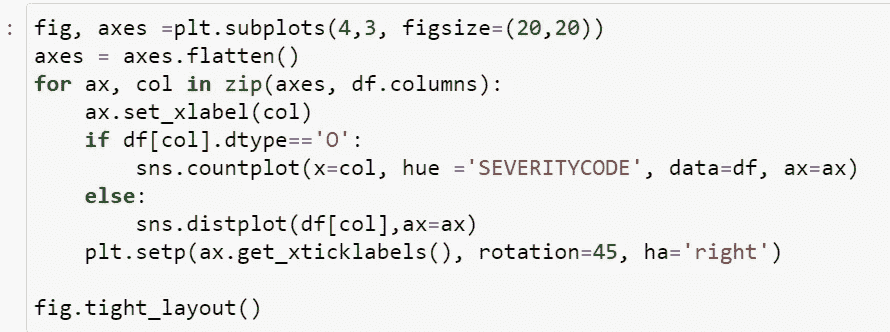 : fig, axes =plt.subplots(4,3, figsize=(20,20))
axes = axes.flatten()
for ax, col in zip(axes, df.columns):
    ax.set_xlabel(col)
    if df[col].dtype=='O':
        sns.countplot(x=col, hue ='SEVERITYCODE', data=df, ax=ax)
    else:
        sns.distplot(df[col],ax=ax)
    plt.setp(ax.get_xticklabels(), rotation=45, ha='right')

fig.tight_layout()